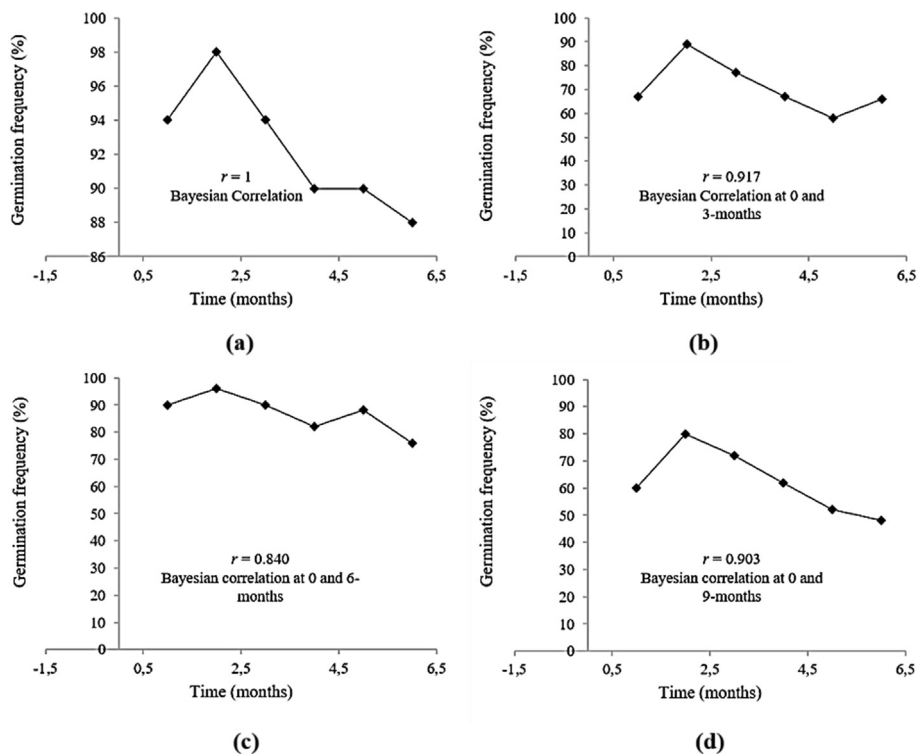 Germination frequency (%)
100
98
96
94
92
90
88
86
r = 1
Bayesian Correlation
-1,5
0,5
2,5
4,5
6,5
Time (months)
(a)
Germination frequency (%)
100
90
80
70
60
50
40
30
20
10
0
r = 0.917
Bayesian Correlation at 0 and
3-months
-1,5
0,5
2,5
4,5
6,5
Time (months)
(b)
Germination frequency (%)
100
90
80
70
60
50
40
30
20
10
0
r = 0.840
Bayesian correlation at 0 and 6-
months
-1,5
0,5
2,5
4,5
6,5
Time (months)
(c)
Germination frequency (%)
100
90
80
70
60
50
40
30
20
10
0
r = 0.903
Bayesian correlation at 0 and
9-months
-1,5
0,5
2,5
4,5
6,5
Time (months)
(d)